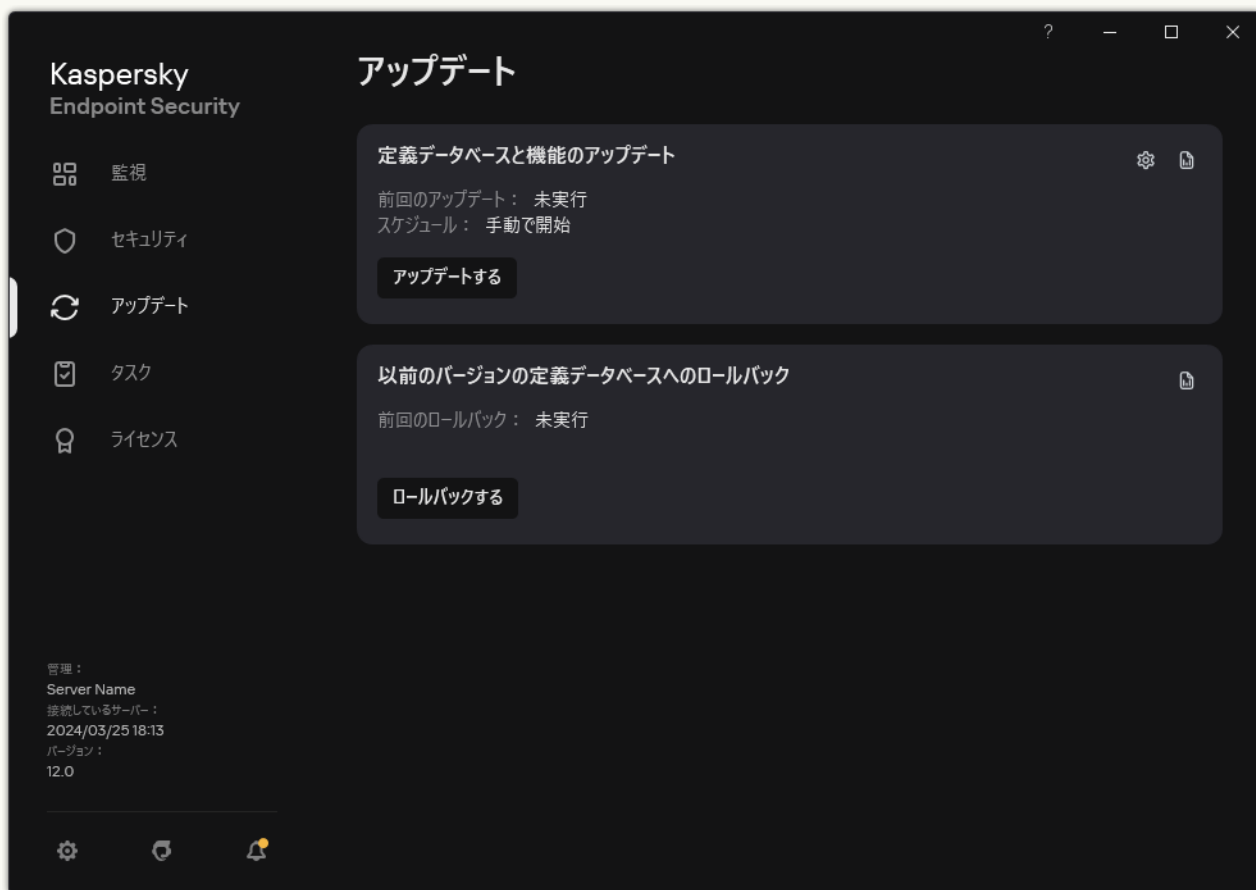 ?
Kaspersky
Endpoint Security
監視
セキュリティ
アップデート
タスク
ライセンス
管理：
Server Name
接続しているサーバー：
2024/03/25 18:13
バージョン：
12.0
アップデート
定義データベースと機能のアップデート
前回のアップデート： 未実行
スケジュール： 手動で開始
アップデートする
以前のバージョンの定義データベースへのロールバック
前回のロールバック： 未実行
ロールバックする